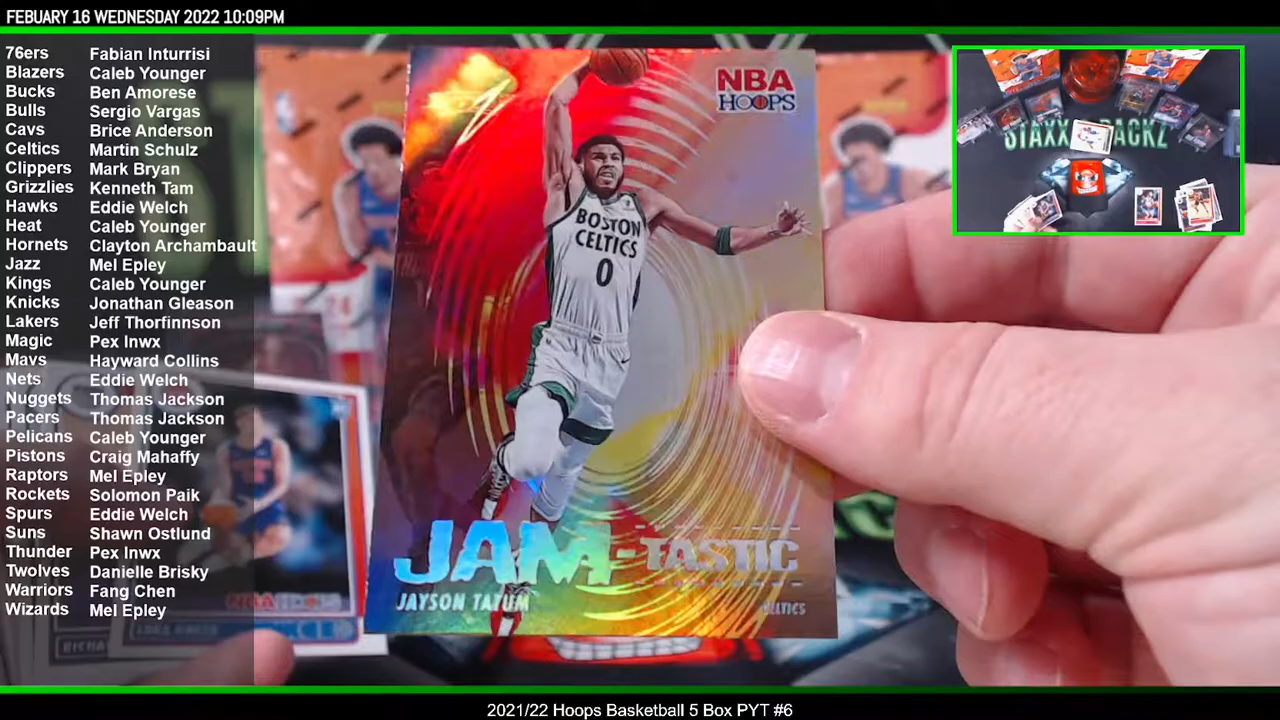 FEBUARY 16 WEDNESDAY 2022 10:09PM
76ers Fabian Inturrisi
Blazers Caleb Younger
Bucks Ben Amorese
Bulls Sergio Vargas
Cavs Brice Anderson
Celtics Martin Schulz
Clippers Mark Bryan
Grizzlies Kenneth Tam
Hawks Eddie Welch
Heat Caleb Younger
Hornets Clayton Archambault
Jazz Mel Epley
Kings Caleb Younger
Knicks Jonathan Gleason
Lakers Jeff Thorfinnson
Magic Pex Inwx
Mavs Hayward Collins
Nets Eddie Welch
Nuggets Thomas Jackson
Pacers Thomas Jackson
Pelicans Caleb Younger
Pistons Craig Mahaffy
Raptors Mel Epley
Rockets Solomon Paik
Spurs Eddie Welch
Suns Shawn Ostlund
Thunder Pex Inwx
Twolves Danielle Brisky
Warriors Fang Chen
Wizards Mel Epley
NBA
HOOPS
BOSTON
CELTICS
0
JAM-TASTIC
JAYSON TATUM
CELTICS
NBA HOOPS
STAXX PACKZ
2021/22 Hoops Basketball 5 Box PYT #6